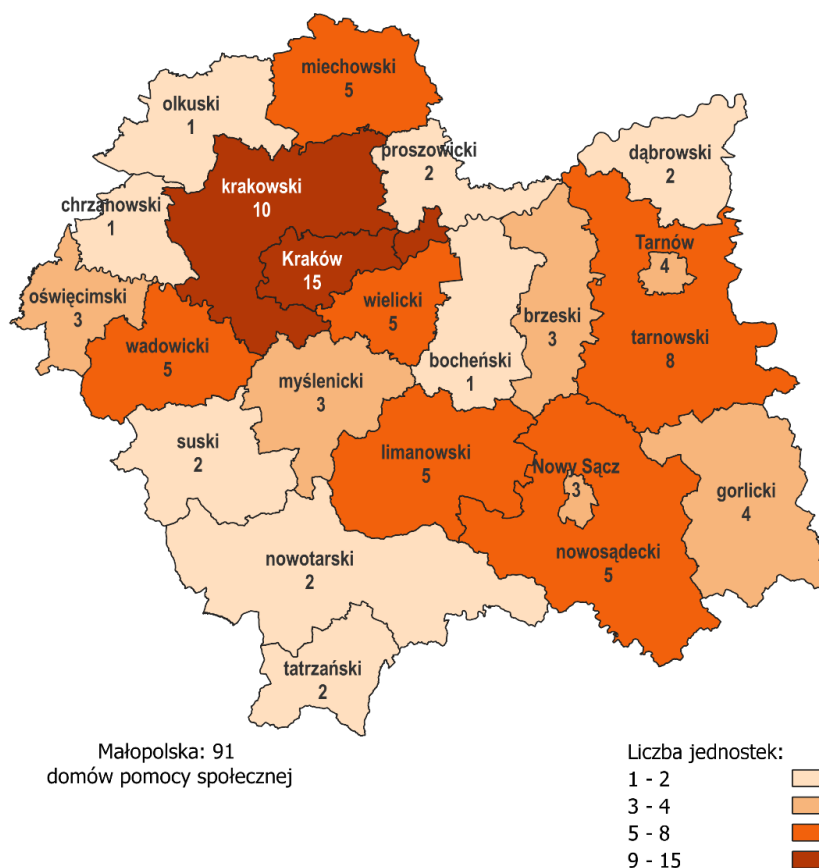 miechowski
5
olkuski
1
proszowicki
2
dąbrowski
2
krakowski
10
chrzanowski
1
Tarnów
4
Kraków
15
oświęcimski
3
wielicki
5
brzeski
3
tarnowski
8
wadowicki
5
bocheński
1
myślenicki
3
suski
2
limanowski
5
Nowy Sącz
3
gorlicki
4
nowotarski
2
nowosądecki
5
tatrzański
2
Małopolska: 91
domów pomocy społecznej
Liczba jednostek:
1 - 2
3 - 4
5 - 8
9 - 15